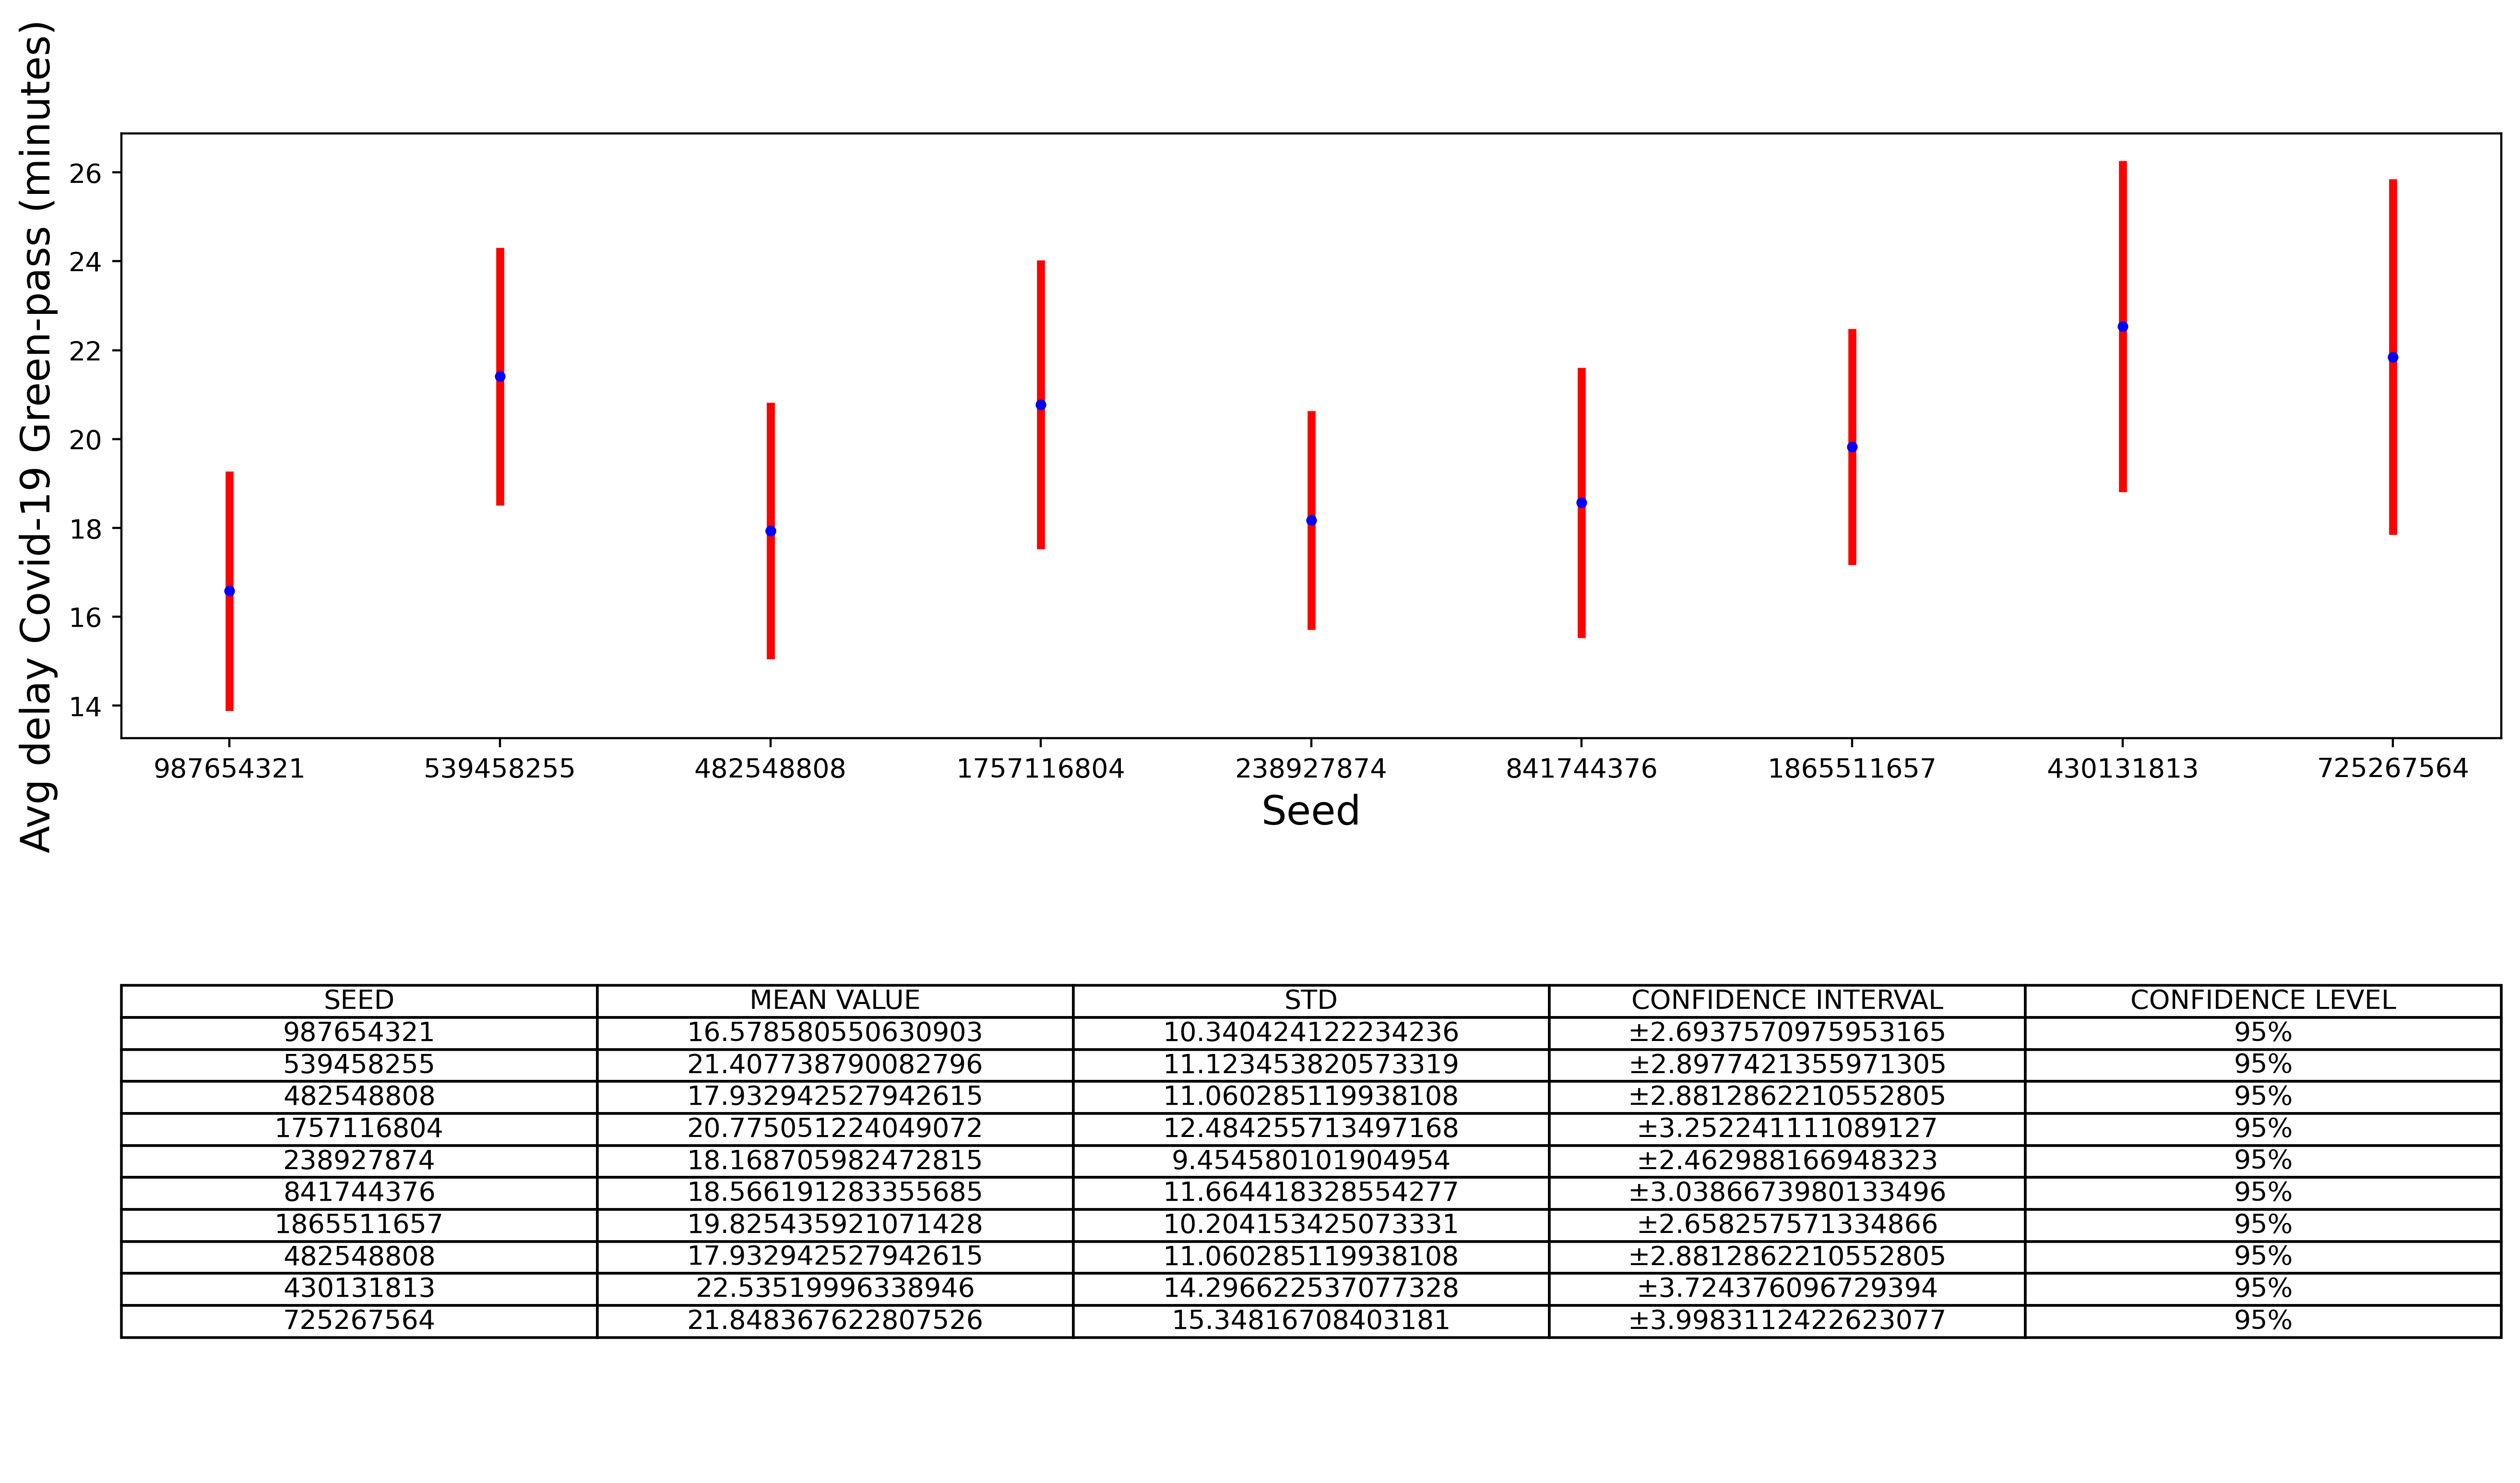 Avg delay Covid-19 Green-pass (minutes)
26
24
22
20
18
16
14
987654321 539458255 482548808 1757116804 238927874 841744376 1865511657 430131813 725267564
Seed
SEED MEAN VALUE STD CONFIDENCE INTERVAL CONFIDENCE LEVEL
987654321 16.578580550630903 10.340424122234236 ±2.6937570975953165 95%
539458255 21.407738790082796 11.123453820573319 ±2.8977421355971305 95%
482548808 17.932942527942615 11.060285119938108 ±2.8812862210552805 95%
1757116804 20.775051224049072 12.484255713497168 ±3.252241111089127 95%
238927874 18.168705982472815 9.454580101904954 ±2.462988166948323 95%
841744376 18.566191283355685 11.664418328554277 ±3.0386673980133496 95%
1865511657 19.825435921071428 10.204153425073331 ±2.658257571334866 95%
482548808 17.932942527942615 11.060285119938108 ±2.8812862210552805 95%
430131813 22.53519996338946 14.296622537077328 ±3.724376096729394 95%
725267564 21.848367622807526 15.34816708403181 ±3.9983112422623077 95%